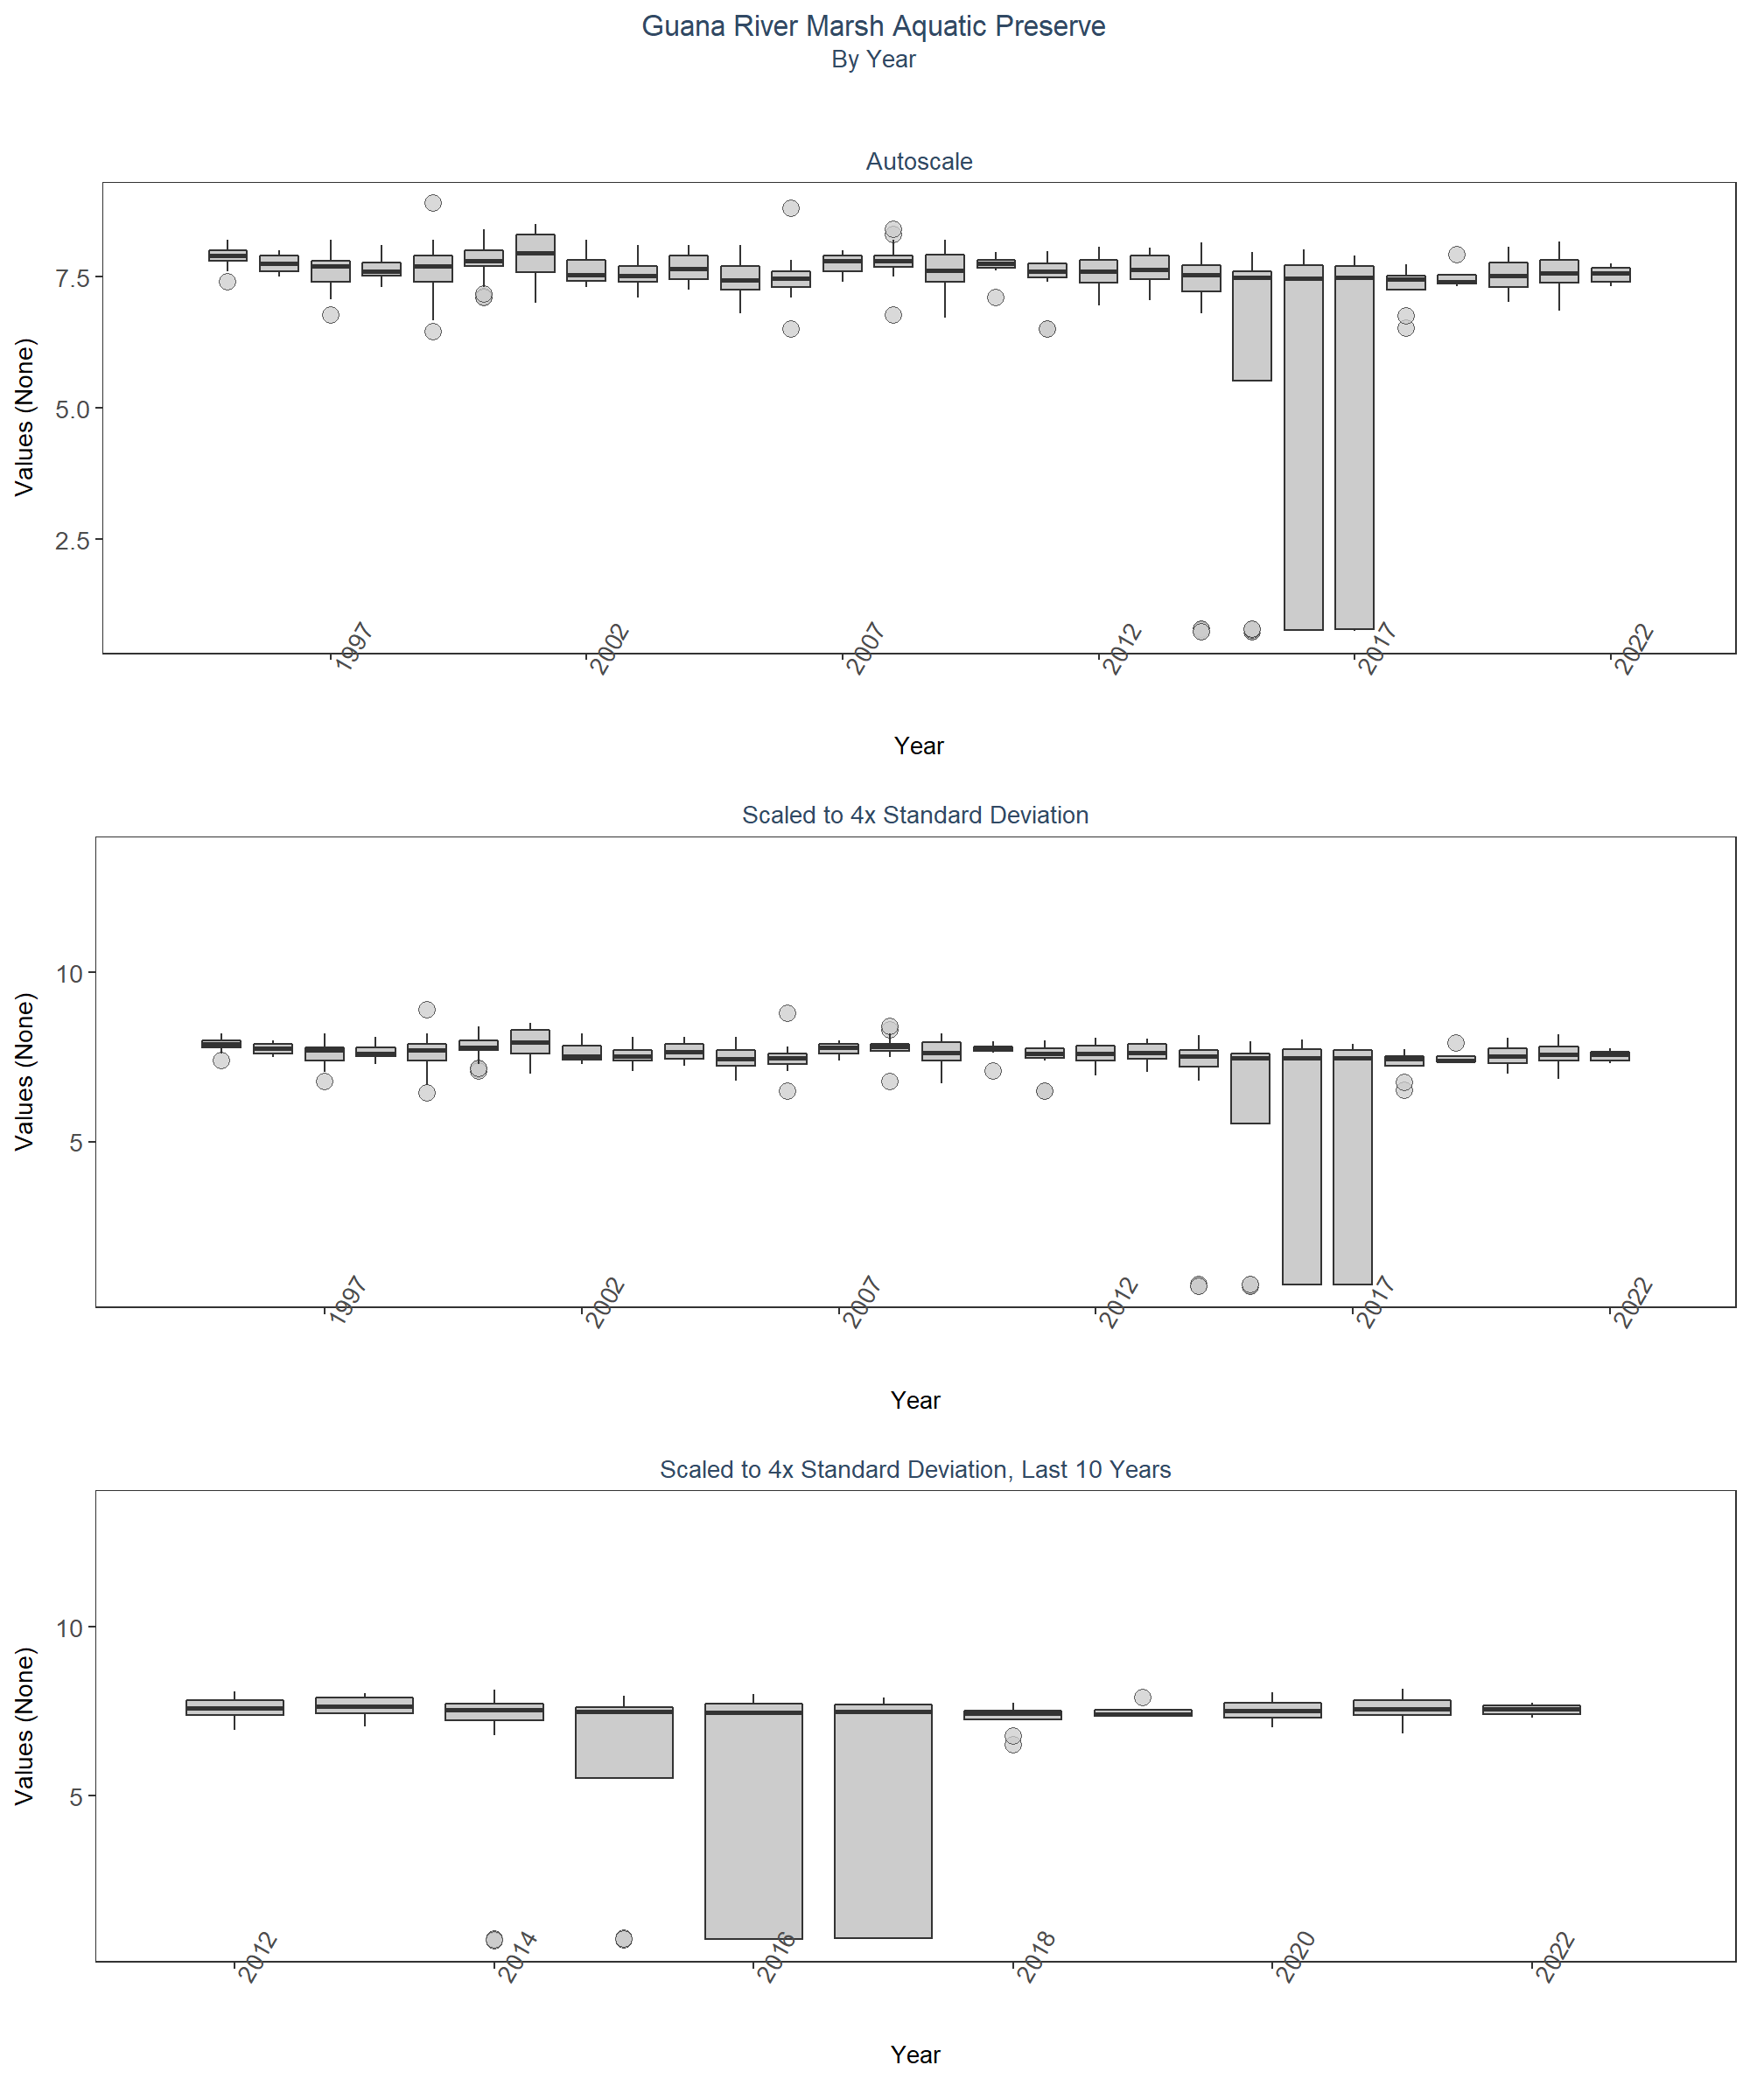 Guana River Marsh Aquatic Preserve
By Year
Autoscale
Values (None)
7.5
5.0
2.5
1997
2002
2007
2012
2017
2022
Year
Scaled to 4x Standard Deviation
Values (None)
10
5
1997
2002
2007
2012
2017
2022
Year
Scaled to 4x Standard Deviation, Last 10 Years
Values (None)
10
5
2012
2014
2016
2018
2020
2022
Year